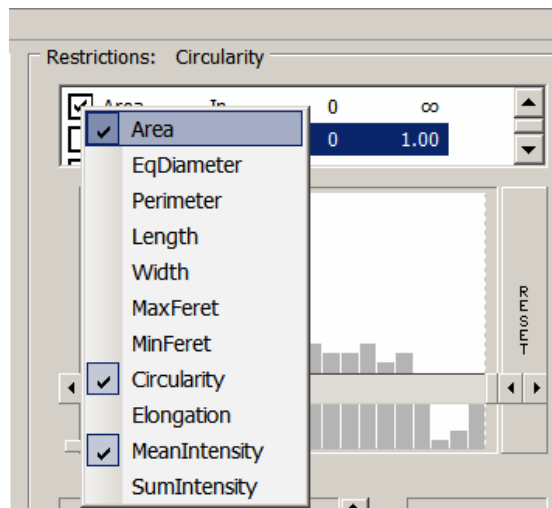 Restrictions: Circularity
Area In 0 ∞
0 1.00
Area
EqDiameter
Perimeter
Length
Width
MaxFeret
MinFeret
Circularity
Elongation
MeanIntensity
SumIntensity
RESET